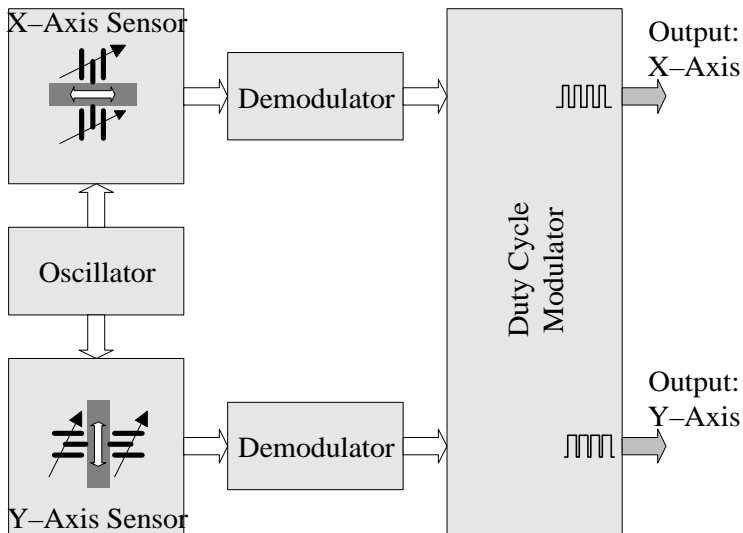 X–Axis Sensor
Output:
X–Axis
Demodulator
Oscillator
Duty Cycle
Modulator
Output:
Y–Axis
Demodulator
Y–Axis Sensor